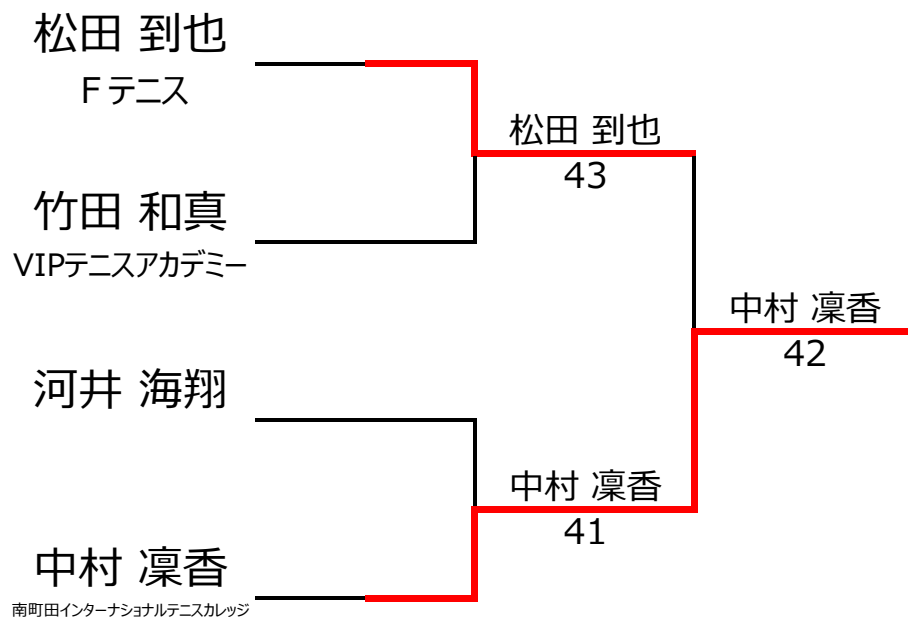 松田 到也
Fテニス
松田 到也
43
竹田 和真
VIPテニスアカデミー
中村 凜香
42
河井 海翔
中村 凜香
41
中村 凜香
南町田インターナショナルテニスカレッジ